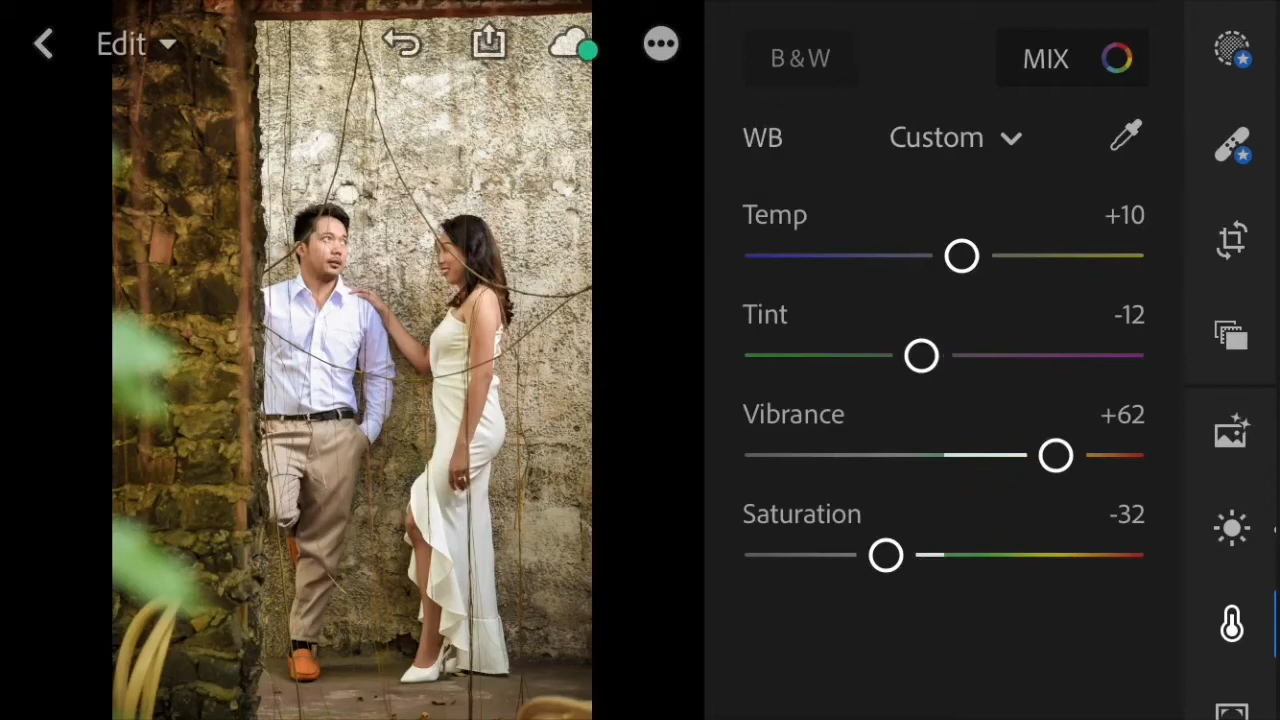 Edit
B & W
MIX
WB
Custom
Temp
+10
Tint
-12
Vibrance
+62
Saturation
-32